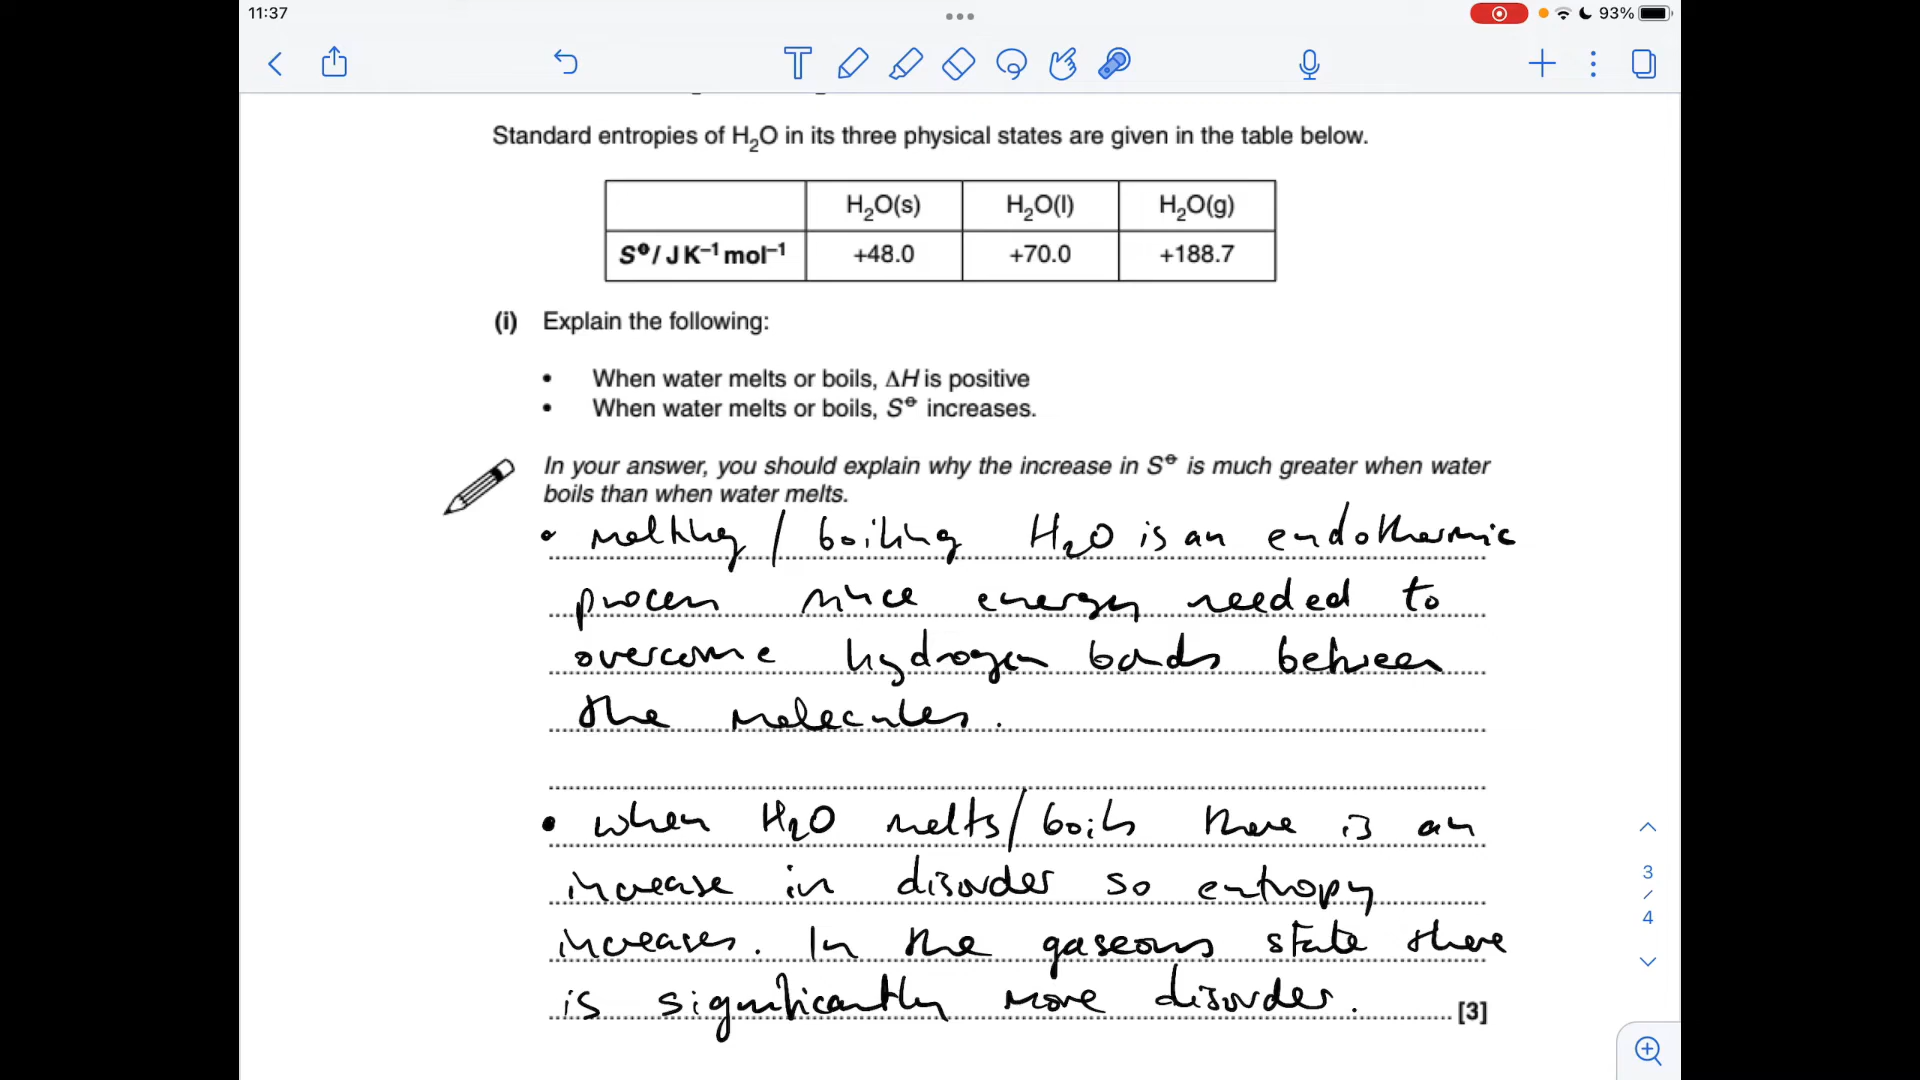 11:37
93%
Standard entropies of H₂O in its three physical states are given in the table below.
H₂O(s) H₂O(l) H₂O(g)
S⦵/ J K⁻¹ mol⁻¹ +48.0 +70.0 +188.7
(i) Explain the following:
• When water melts or boils, ΔH is positive
• When water melts or boils, S⦵ increases.
In your answer, you should explain why the increase in S⦵ is much greater when water
boils than when water melts.
• melting / boiling H₂O is an endothermic
process since energy needed to
overcome hydrogen bonds between
the molecules.
• when H₂O melts/boils there is an
increase in disorder so entropy
increases. In the gaseous state there
is significantly more disorder. [3]
3
/
4